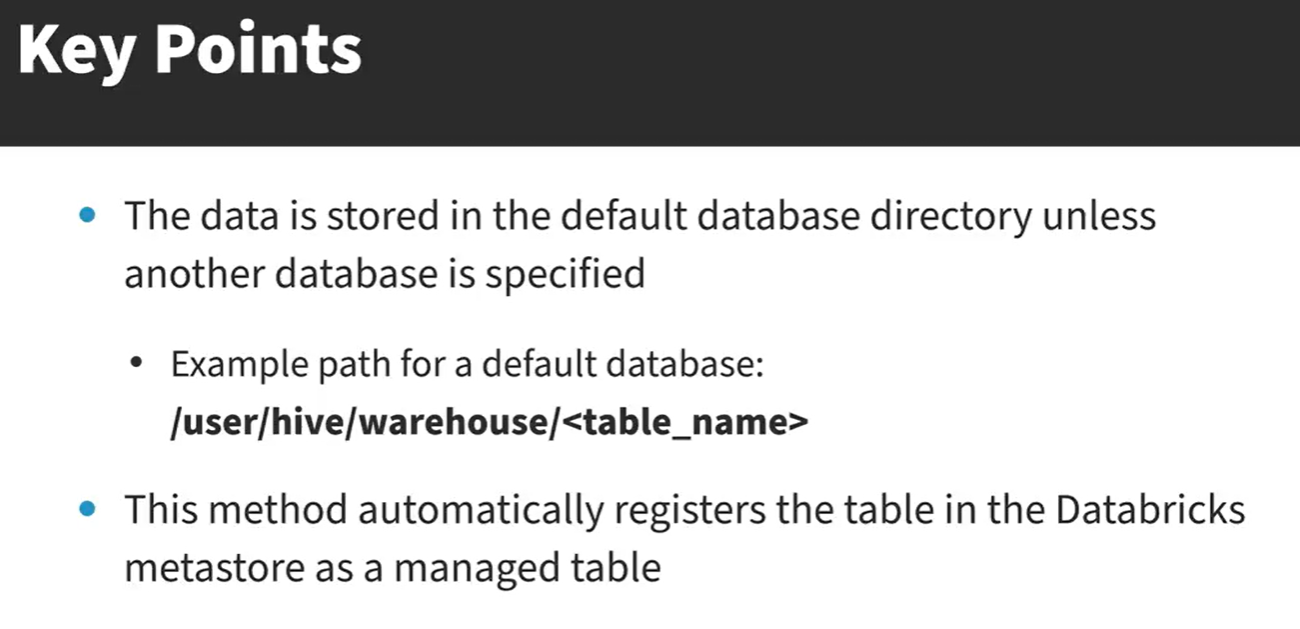 Key Points
• The data is stored in the default database directory unless
another database is specified
• Example path for a default database:
/user/hive/warehouse/<table_name>
• This method automatically registers the table in the Databricks
metastore as a managed table